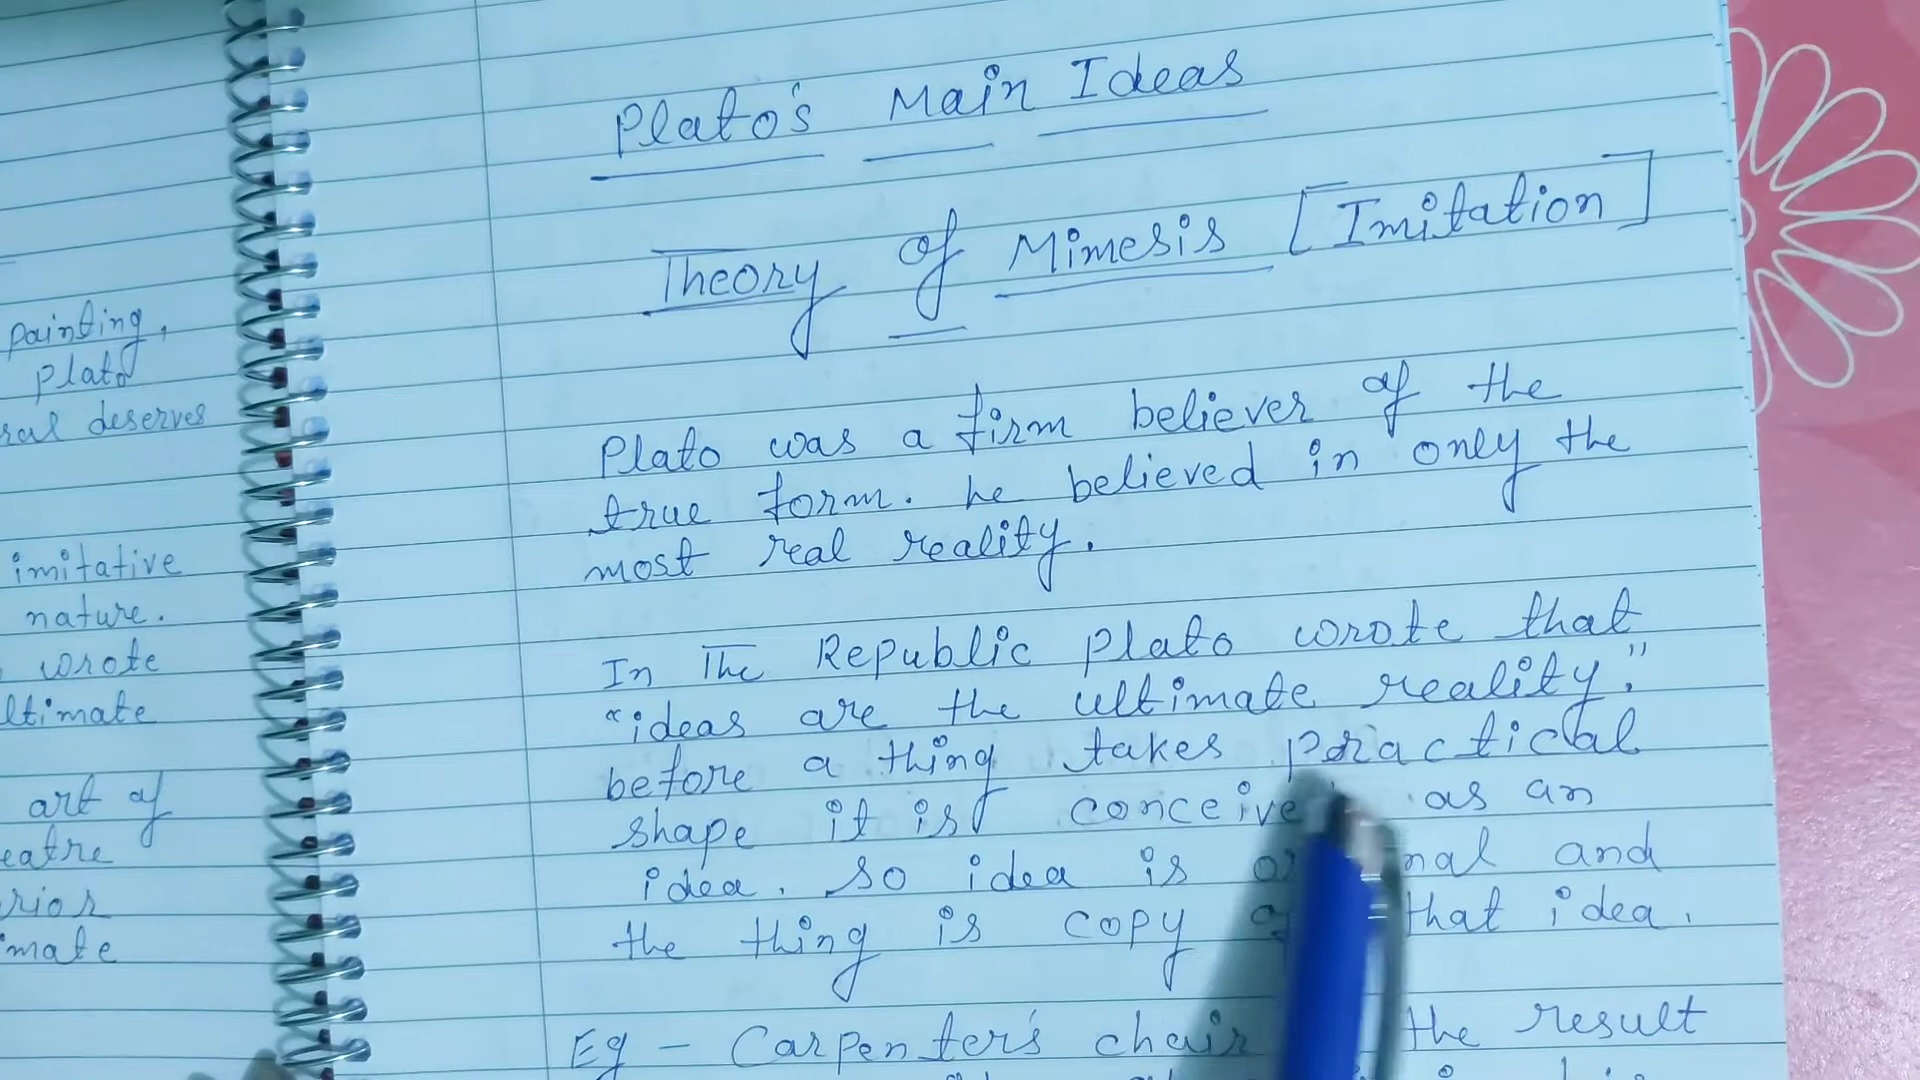 painting,
plato
deserves
imitative
nature.
wrote
art of
Plato's Main Ideas
Theory of Mimesis [Imitation]
Plato was a firm believer of the
true form. he believed in only the
most real reality.
In The Republic plato wrote that
"ideas are the ultimate reality."
before a thing takes practical
shape it is as an
idea. so idea is and
the thing is copy that idea.
Eg - Carpenter's chair the result